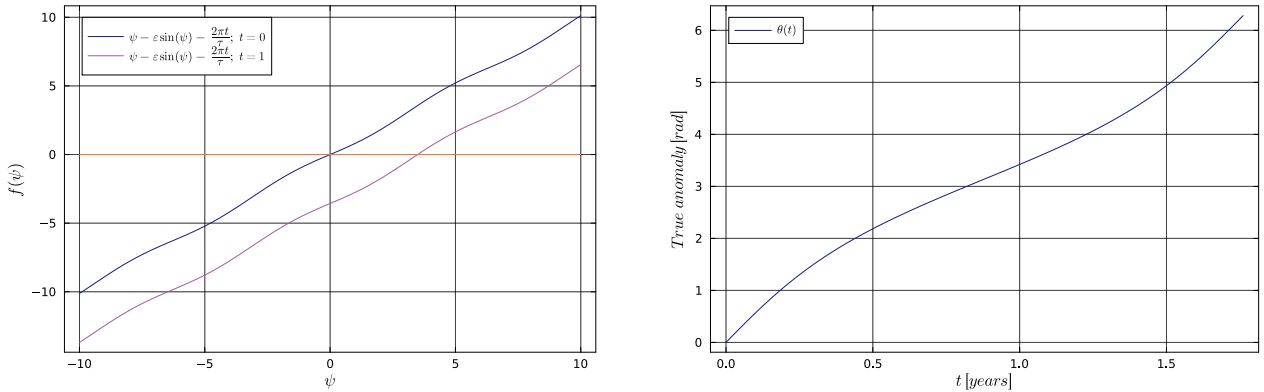 10
5
0
−5
−10
f(ψ)
ψ − ε sin(ψ) − 2πt/τ; t = 0
ψ − ε sin(ψ) − 2πt/τ; t = 1
−10 −5 0 5 10
ψ
6
5
4
3
2
1
0
True anomaly [rad]
θ(t)
0.0 0.5 1.0 1.5
t [years]